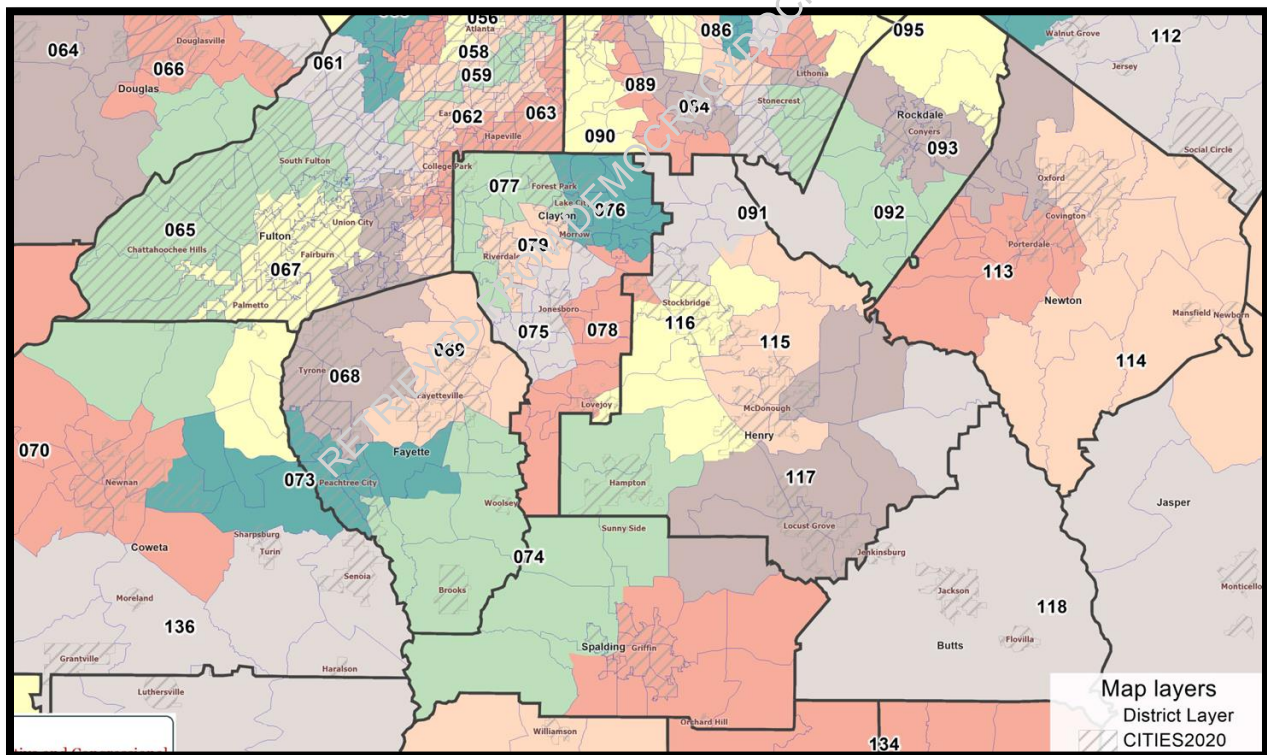 056
Atlanta
086
095
Walnut Grove
112
Jersey
064
Douglasville
066
Douglas
061
058
059
Lithonia
089
084
Stonecrest
062
063
Hapeville
090
Rockdale
Conyers
093
Social Circle
South Fulton
College Park
077
Forest Park
Clayton
076
Morrow
091
092
Oxford
Covington
065
Chattahoochee Hills
Fulton
Union City
067
Fairburn
Palmetto
079
Riverdale
Porterdale
113
Newton
Mansfield
Newborn
Stockbridge
116
Jonesboro
075
078
115
114
Tyrone
068
069
Fayetteville
Lovejoy
McDonough
Henry
070
Newnan
073
Peachtree City
Fayette
Woolsey
Hampton
117
Jasper
Sharpsburg
Turin
Coweta
Sunny Side
Locust Grove
Jenkinsburg
074
Senoia
Moreland
Brooks
Jackson
Monticello
136
118
Flovilla
Butts
Spalding
Griffin
Grantville
Haralson
Luthersville
Williamson
Orchard Hill
134
Map layers
District Layer
CITIES2020
RETRIEVED